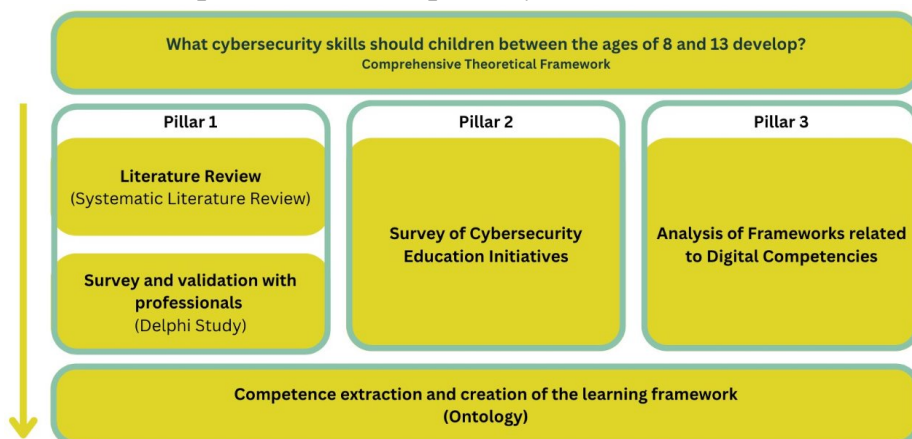 What cybersecurity skills should children between the ages of 8 and 13 develop?
Comprehensive Theoretical Framework
Pillar 1
Literature Review
(Systematic Literature Review)
Survey and validation with
professionals
(Delphi Study)
Pillar 2
Survey of Cybersecurity
Education Initiatives
Pillar 3
Analysis of Frameworks related
to Digital Competencies
Competence extraction and creation of the learning framework
(Ontology)